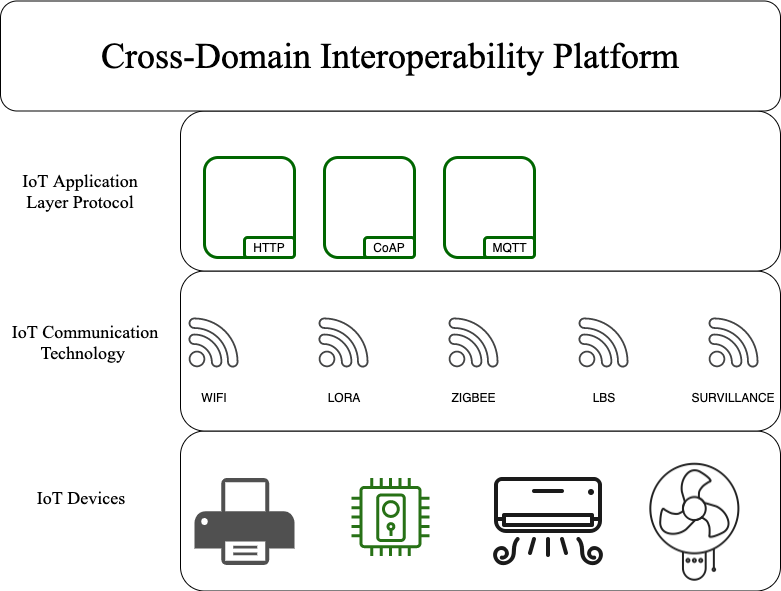 Cross-Domain Interoperability Platform
IoT Application
Layer Protocol
HTTP
CoAP
MQTT
IoT Communication
Technology
WIFI
LORA
ZIGBEE
LBS
SURVILLANCE
IoT Devices